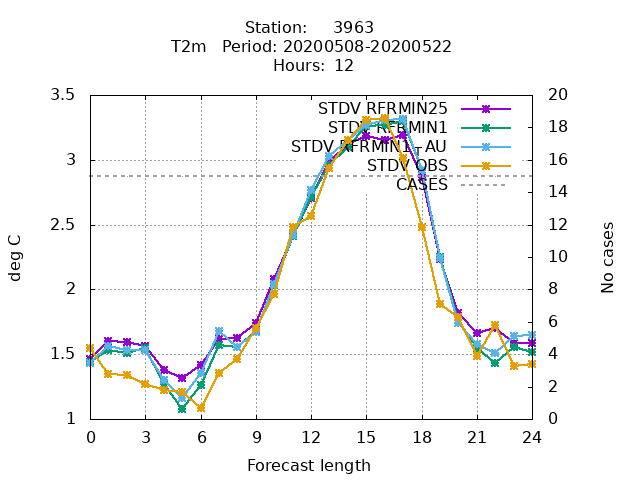 Station:     3963
T2m   Period: 20200508-20200522
Hours: 12
3.5
3
2.5
2
1.5
1
deg C
20
18
16
14
12
10
8
6
4
2
0
No cases
STDV RFRMIN25
STDV RFRMIN1
STDV RFRMIN1-AU
STDV OBS
CASES
0 3 6 9 12 15 18 21 24
Forecast length